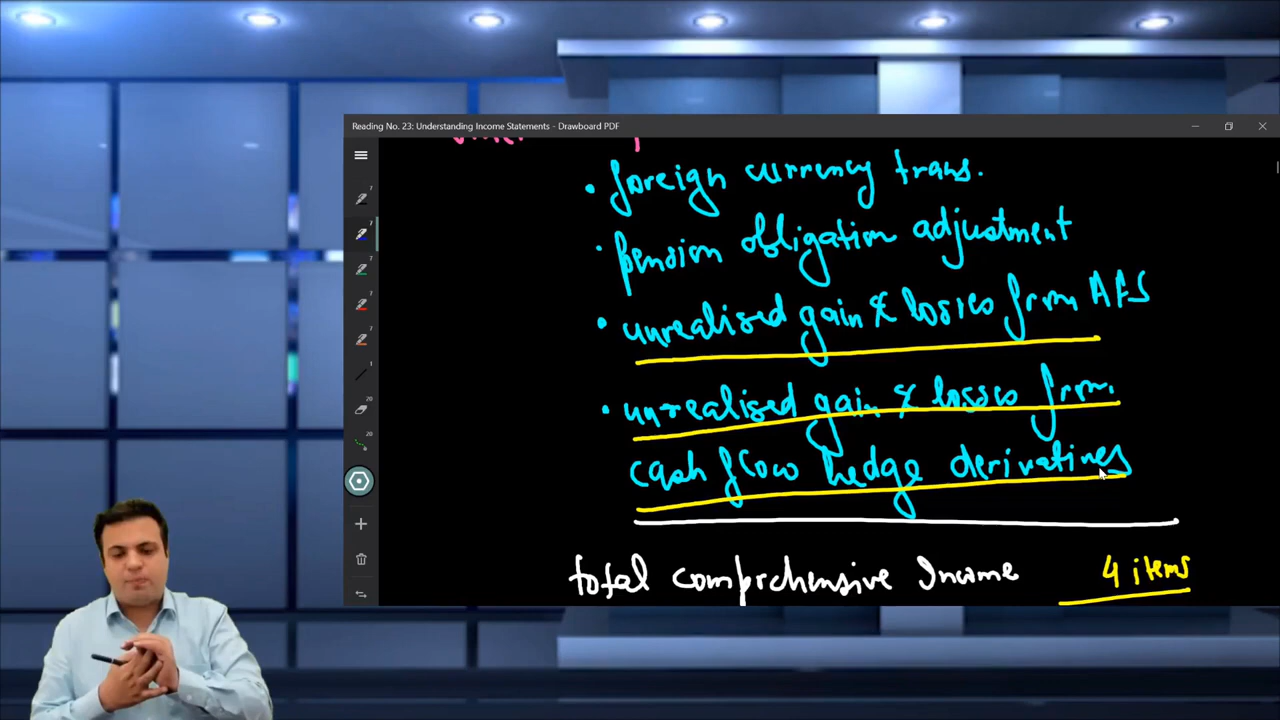 Reading No. 23: Understanding Income Statements - Drawboard PDF
• foreign currency trans.
• pension obligation adjustment
• unrealised gain & losses from AFS
• unrealised gain & losses from
cash flow hedge derivatives
total comprehensive Income 4 items